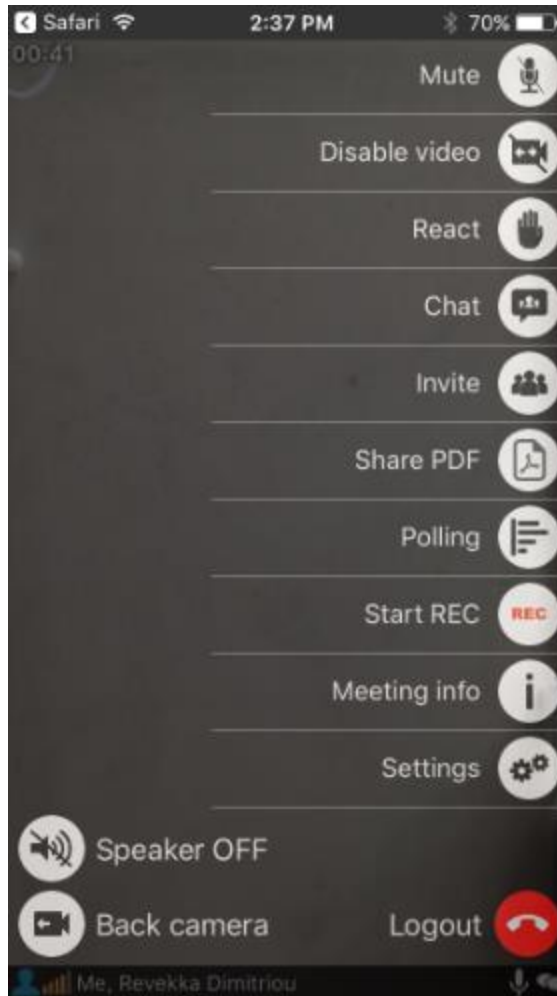 Safari 2:37 PM 70%
00:41
Mute
Disable video
React
Chat
Invite
Share PDF
Polling
Start REC REC
Meeting info
Settings
Speaker OFF
Back camera Logout
Me, Revekka Dimitriou